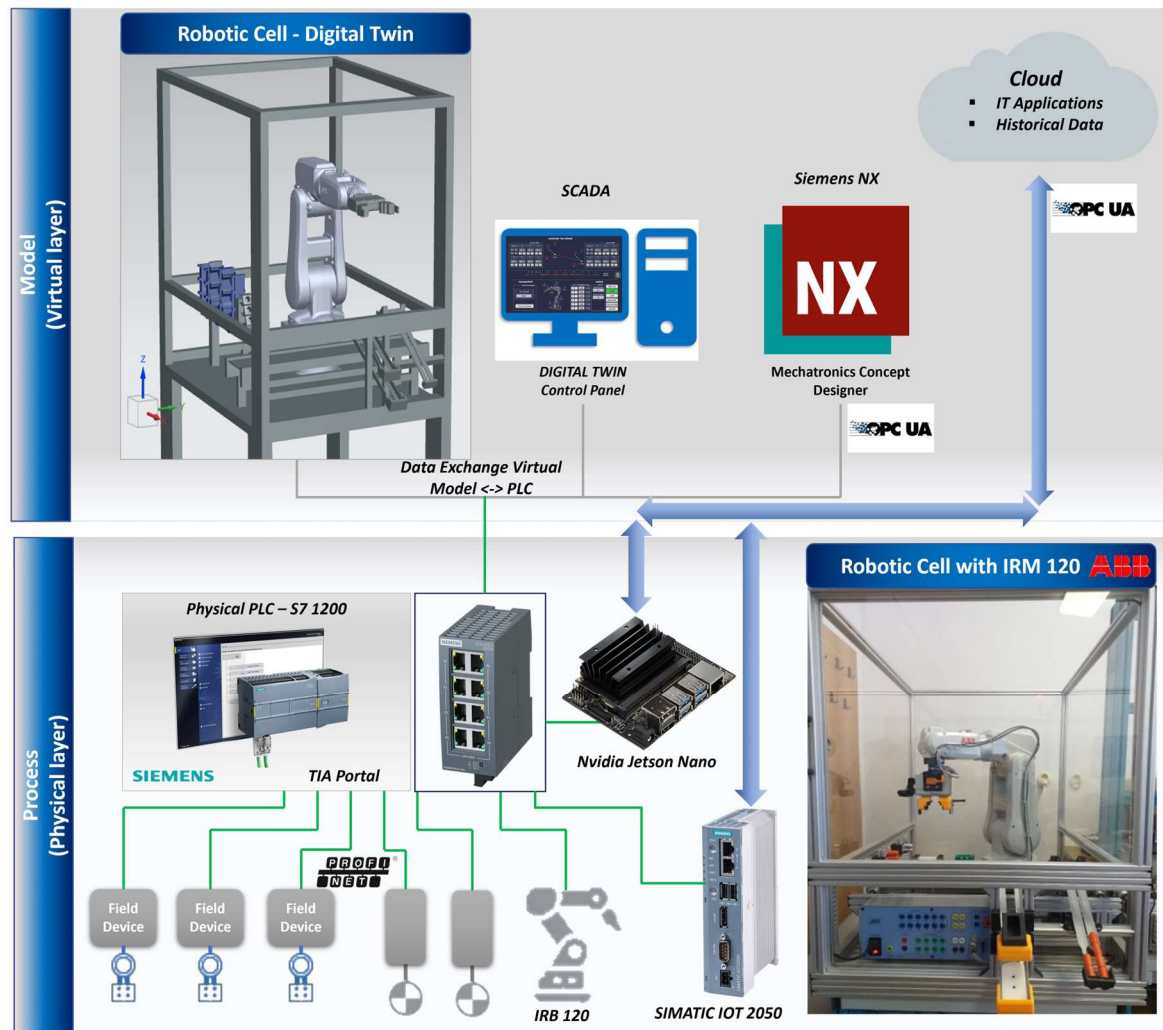 Robotic Cell - Digital Twin
Model
(Virtual layer)
Cloud
▪ IT Applications
▪ Historical Data
OPC UA
SCADA
Siemens NX
NX
DIGITAL TWIN
Control Panel
Mechatronics Concept
Designer
OPC UA
Z
Y
Data Exchange Virtual
Model <-> PLC
Process
(Physical layer)
Robotic Cell with IRM 120 ABB
Physical PLC – S7 1200
SIEMENS
SIEMENS
TIA Portal
Nvidia Jetson Nano
PROFI
NET
Field
Device
Field
Device
Field
Device
IRB 120
SIEMENS
SIMATIC IOT 2050
ABB